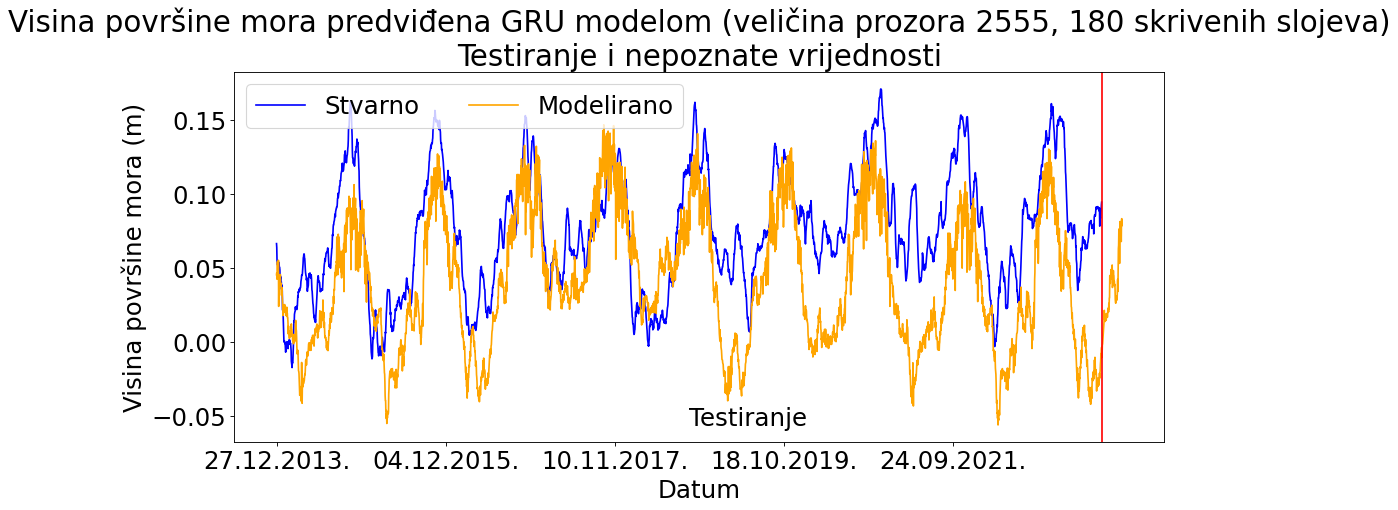 Visina površine mora predviđena GRU modelom (veličina prozora 2555, 180 skrivenih slojeva)
Testiranje i nepoznate vrijednosti
Stvarno
Modelirano
Visina površine mora (m)
0.15
0.10
0.05
0.00
−0.05
Testiranje
27.12.2013.
04.12.2015.
10.11.2017.
18.10.2019.
24.09.2021.
Datum